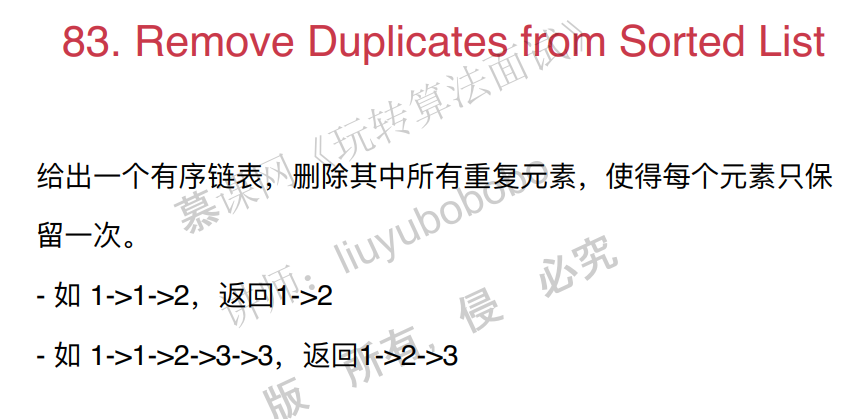 83. Remove Duplicates from Sorted List
给出一个有序链表，删除其中所有重复元素，使得每个元素只保
留一次。
- 如 1->1->2，返回1->2
- 如 1->1->2->3->3，返回1->2->3
慕课网《玩转算法面试》
讲师：liuyubobobo
版 所有，侵 必究